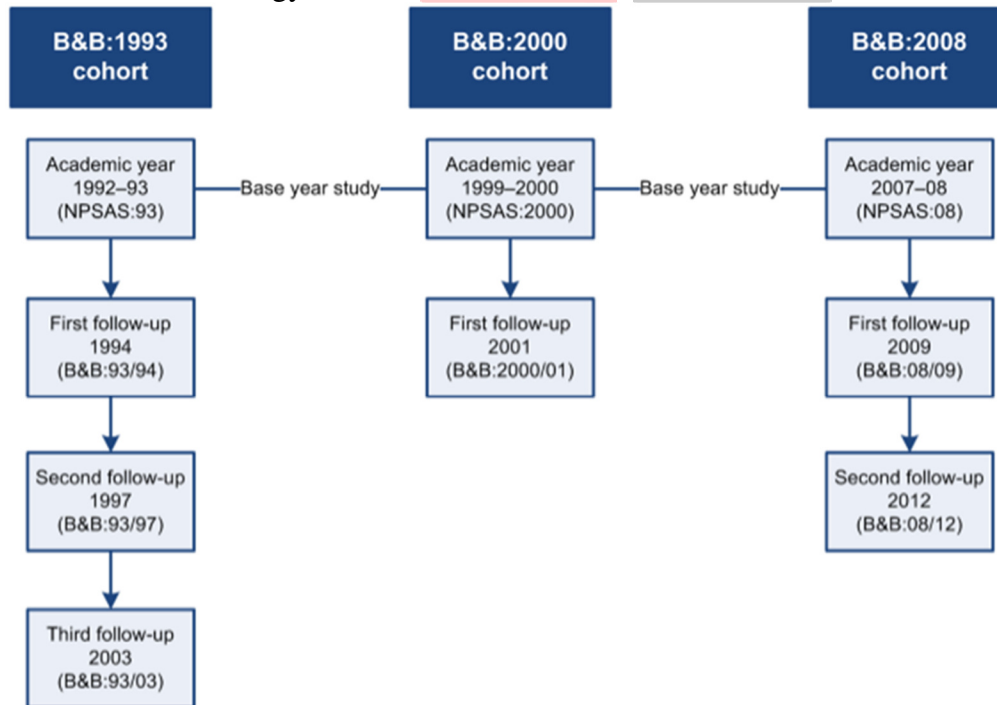 B&B:1993
cohort
B&B:2000
cohort
B&B:2008
cohort
Academic year
1992–93
(NPSAS:93)
Base year study
Academic year
1999–2000
(NPSAS:2000)
Base year study
Academic year
2007–08
(NPSAS:08)
First follow-up
1994
(B&B:93/94)
First follow-up
2001
(B&B:2000/01)
First follow-up
2009
(B&B:08/09)
Second follow-up
1997
(B&B:93/97)
Second follow-up
2012
(B&B:08/12)
Third follow-up
2003
(B&B:93/03)